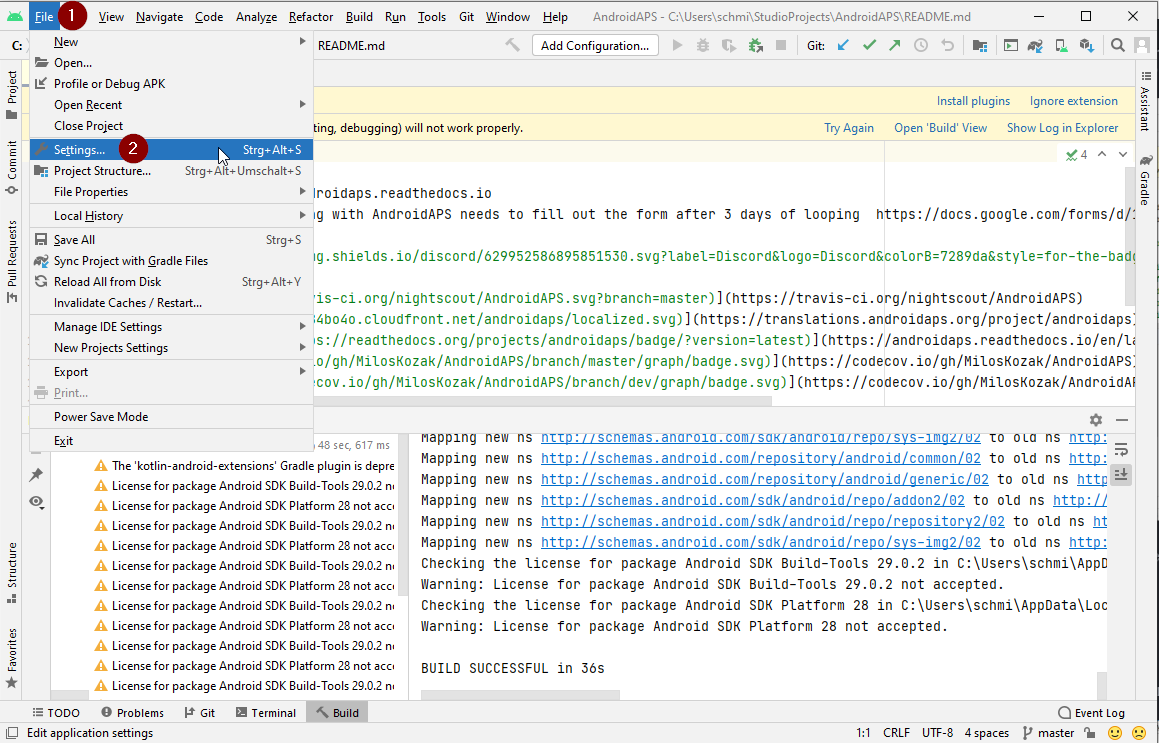 File 1 View Navigate Code Analyze Refactor Build Run Tools Git Window Help AndroidAPS - C:\Users\schmi\StudioProjects\AndroidAPS\README.md
C: README.md Add Configuration... Git:
New
Open...
Profile or Debug APK
Open Recent
Close Project
Settings... 2 Strg+Alt+S
Project Structure... Strg+Alt+Umschalt+S
File Properties
Local History
Save All Strg+S
Sync Project with Gradle Files
Reload All from Disk Strg+Alt+Y
Invalidate Caches / Restart...
Manage IDE Settings
New Projects Settings
Export
Print...
Power Save Mode
Exit
Project
Commit
Pull Requests
Structure
Favorites
Assistant
Gradle
Install plugins Ignore extension
ting, debugging) will not work properly. Try Again Open 'Build' View Show Log in Explorer
4
droidaps.readthedocs.io
ng with AndroidAPS needs to fill out the form after 3 days of looping https://docs.google.com/forms/d/1
ng.shields.io/discord/629952586895851530.svg?label=Discord&logo=Discord&colorB=7289da&style=for-the-badg
vis-ci.org/nightscout/AndroidAPS.svg?branch=master)](https://travis-ci.org/nightscout/AndroidAPS)
84bo4o.cloudfront.net/androidaps/localized.svg)](https://translations.androidaps.org/project/androidaps)
ps://readthedocs.org/projects/androidaps/badge/?version=latest)](https://androidaps.readthedocs.io/en/la
io/gh/MilosKozak/AndroidAPS/branch/master/graph/badge.svg)](https://codecov.io/gh/MilosKozak/AndroidAPS)
ecov.io/gh/MilosKozak/AndroidAPS/branch/dev/graph/badge.svg)](https://codecov.io/gh/MilosKozak/AndroidAP
48 sec, 617 ms
The 'kotlin-android-extensions' Gradle plugin is depre
License for package Android SDK Build-Tools 29.0.2 no
License for package Android SDK Platform 28 not acce
License for package Android SDK Build-Tools 29.0.2 no
License for package Android SDK Platform 28 not acce
License for package Android SDK Build-Tools 29.0.2 no
License for package Android SDK Platform 28 not acce
License for package Android SDK Build-Tools 29.0.2 no
License for package Android SDK Platform 28 not acce
License for package Android SDK Build-Tools 29.0.2 no
License for package Android SDK Platform 28 not acce
License for package Android SDK Build-Tools 29.0.2 no
Mapping new ns http://schemas.android.com/sdk/android/repo/sys-img2/02 to old ns http:
Mapping new ns http://schemas.android.com/repository/android/common/02 to old ns http:
Mapping new ns http://schemas.android.com/repository/android/generic/02 to old ns http
Mapping new ns http://schemas.android.com/sdk/android/repo/addon2/02 to old ns http://
Mapping new ns http://schemas.android.com/sdk/android/repo/repository2/02 to old ns ht
Mapping new ns http://schemas.android.com/sdk/android/repo/sys-img2/02 to old ns http:
Checking the license for package Android SDK Build-Tools 29.0.2 in C:\Users\schmi\AppD
Warning: License for package Android SDK Build-Tools 29.0.2 not accepted.
Checking the license for package Android SDK Platform 28 in C:\Users\schmi\AppData\Loc
Warning: License for package Android SDK Platform 28 not accepted.
BUILD SUCCESSFUL in 36s
TODO Problems Git Terminal Build Event Log
Edit application settings 1:1 CRLF UTF-8 4 spaces master